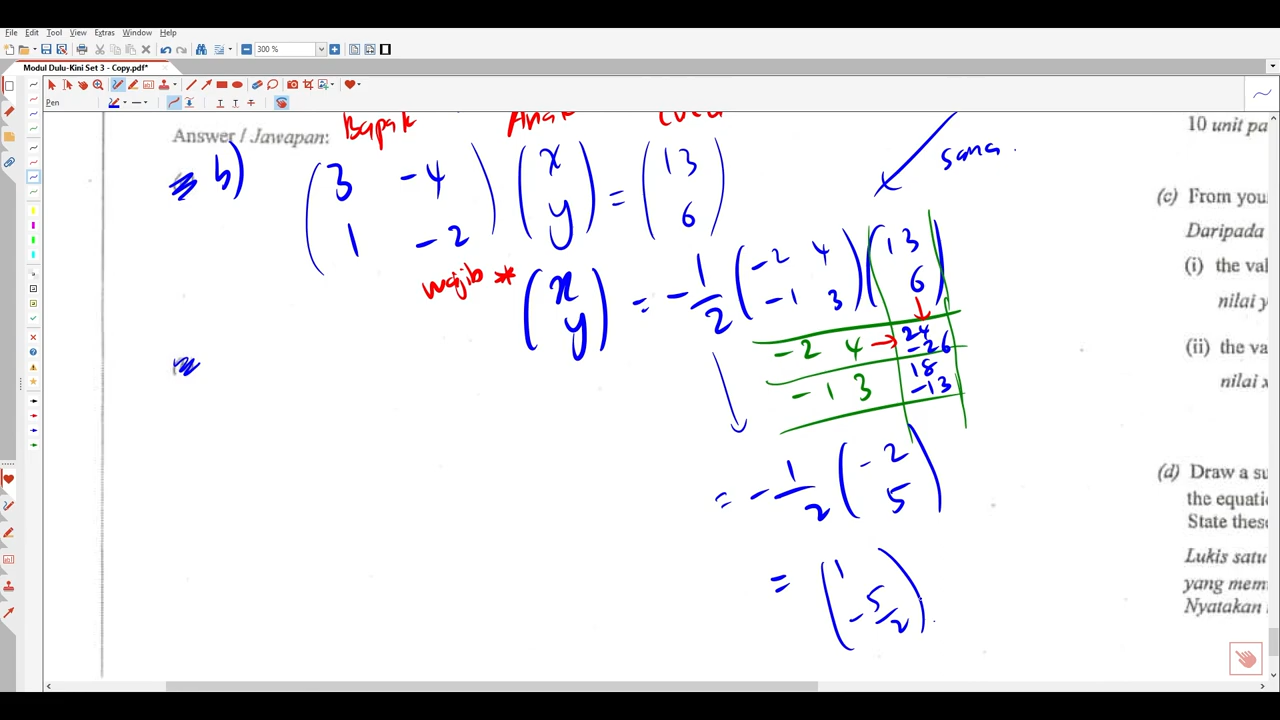 File Edit Tool View Extras Window Help
300 %
Modul Dulu-Kini Set 3 - Copy.pdf*
Pen
Answer / Jawapan:
b) ( 3 -4 ) ( x ) = ( 13 )
( 1 -2 ) ( y ) ( 6 )
wajib *
( x ) = - 1/2 ( -2 4 ) ( 13 )
( y ) ( -1 3 ) ( 6 )
-2 4 → 24 -26
-1 3 18 -13
= - 1/2 ( -2 )
( 5 )
= ( 1 )
( -5/2 )
sama.
10 unit pa
(c) From you
Daripada
(i) the val
nilai y
(ii) the va
nilai x
(d) Draw a su
the equatio
State these
Lukis satu
yang mem
Nyatakan